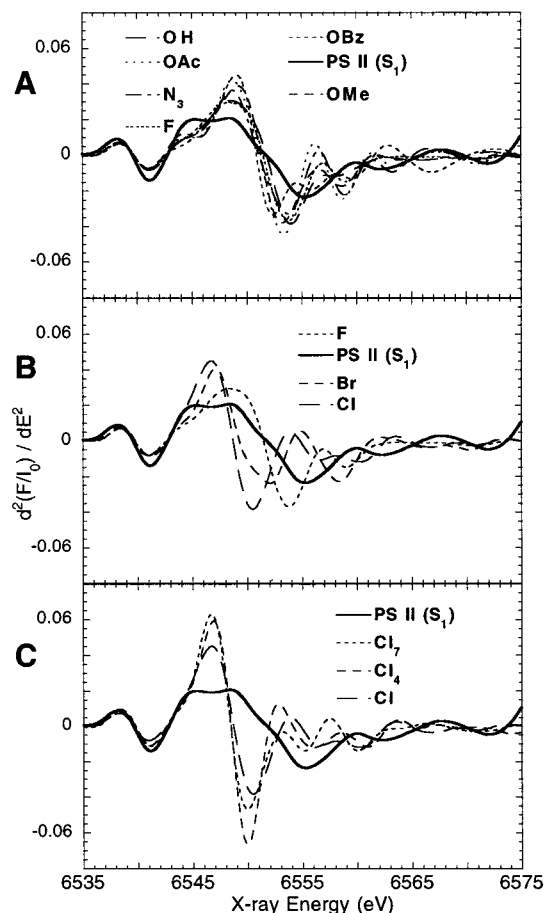 A
0.06
0
-0.06
OH
OAc
N₃
F
OBz
PS II (S₁)
OMe
B
d²(F/I₀) / dE²
0.06
0
-0.06
F
PS II (S₁)
Br
Cl
C
0.06
0
-0.06
PS II (S₁)
Cl₇
Cl₄
Cl
6535 6545 6555 6565 6575
X-ray Energy (eV)